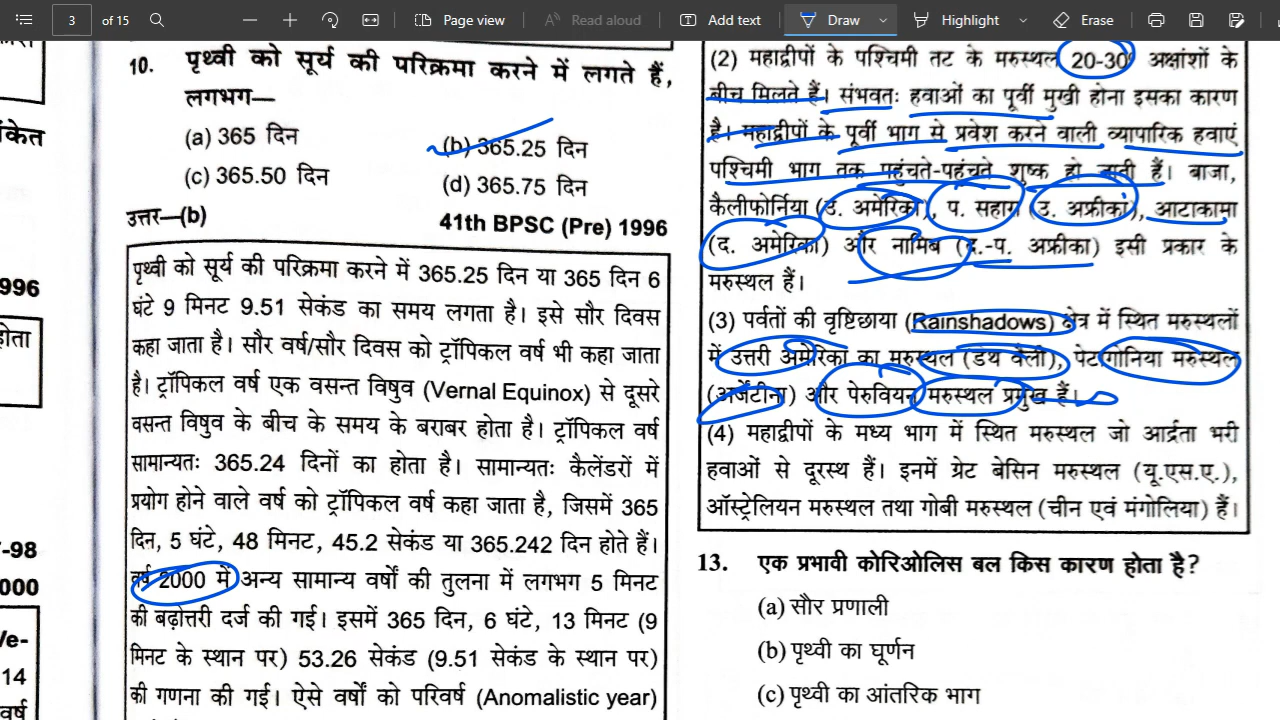 3 of 15
Page view
Read aloud
Add text
Draw
Highlight
Erase
996
होता
-98
000
/e-
14
वर्ष
10. पृथ्वी को सूर्य की परिक्रमा करने में लगते हैं,
लगभग—
(a) 365 दिन (b) 365.25 दिन
(c) 365.50 दिन (d) 365.75 दिन
उत्तर—(b) 41th BPSC (Pre) 1996
पृथ्वी को सूर्य की परिक्रमा करने में 365.25 दिन या 365 दिन 6
घंटे 9 मिनट 9.51 सेकंड का समय लगता है। इसे सौर दिवस
कहा जाता है। सौर वर्ष/सौर दिवस को ट्रॉपिकल वर्ष भी कहा जाता
है। ट्रॉपिकल वर्ष एक वसन्त विषुव (Vernal Equinox) से दूसरे
वसन्त विषुव के बीच के समय के बराबर होता है। ट्रॉपिकल वर्ष
सामान्यतः 365.24 दिनों का होता है। सामान्यतः कैलेंडरों में
प्रयोग होने वाले वर्ष को ट्रॉपिकल वर्ष कहा जाता है, जिसमें 365
दिन, 5 घंटे, 48 मिनट, 45.2 सेकंड या 365.242 दिन होते हैं।
वर्ष 2000 में अन्य सामान्य वर्षों की तुलना में लगभग 5 मिनट
की बढ़ोत्तरी दर्ज की गई। इसमें 365 दिन, 6 घंटे, 13 मिनट (9
मिनट के स्थान पर) 53.26 सेकंड (9.51 सेकंड के स्थान पर)
की गणना की गई। ऐसे वर्षों को परिवर्ष (Anomalistic year)
(2) महाद्वीपों के पश्चिमी तट के मरुस्थल 20-30° अक्षांशों के
बीच मिलते हैं। संभवतः हवाओं का पूर्वी मुखी होना इसका कारण
है। महाद्वीपों के पूर्वी भाग से प्रवेश करने वाली व्यापारिक हवाएं
पश्चिमी भाग तक पहुंचते-पहुंचते शुष्क हो जाती हैं। बाजा,
कैलीफोर्निया (उ. अमेरिका), प. सहारा (उ. अफ्रीका), आटाकामा
(द. अमेरिका) और नामिब (द.-प. अफ्रीका) इसी प्रकार के
मरुस्थल हैं।
(3) पर्वतों की वृष्टिछाया (Rainshadows) क्षेत्र में स्थित मरुस्थलों
में उत्तरी अमेरिका का मरुस्थल (डेथ वैली), पेटागोनिया मरुस्थल
(अर्जेंटीना) और पेरुवियन मरुस्थल प्रमुख हैं।
(4) महाद्वीपों के मध्य भाग में स्थित मरुस्थल जो आर्द्रता भरी
हवाओं से दूरस्थ हैं। इनमें ग्रेट बेसिन मरुस्थल (यू.एस.ए.),
ऑस्ट्रेलियन मरुस्थल तथा गोबी मरुस्थल (चीन एवं मंगोलिया) हैं।
13. एक प्रभावी कोरिओलिस बल किस कारण होता है?
(a) सौर प्रणाली
(b) पृथ्वी का घूर्णन
(c) पृथ्वी का आंतरिक भाग